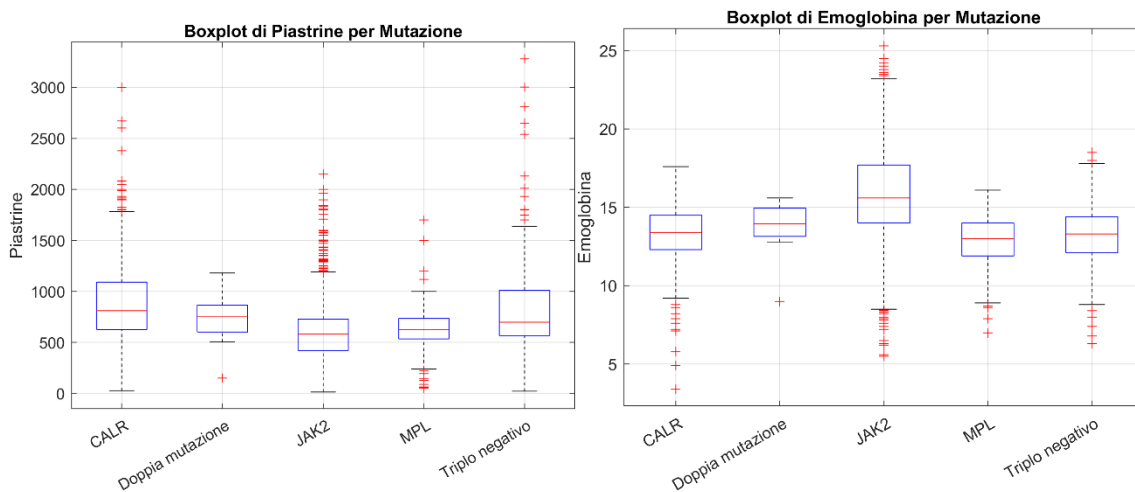 Boxplot di Piastrine per Mutazione
Piastrine
3000
2500
2000
1500
1000
500
0
CALR
Doppia mutazione
JAK2
MPL
Triplo negativo
Boxplot di Emoglobina per Mutazione
Emoglobina
25
20
15
10
5
CALR
Doppia mutazione
JAK2
MPL
Triplo negativo